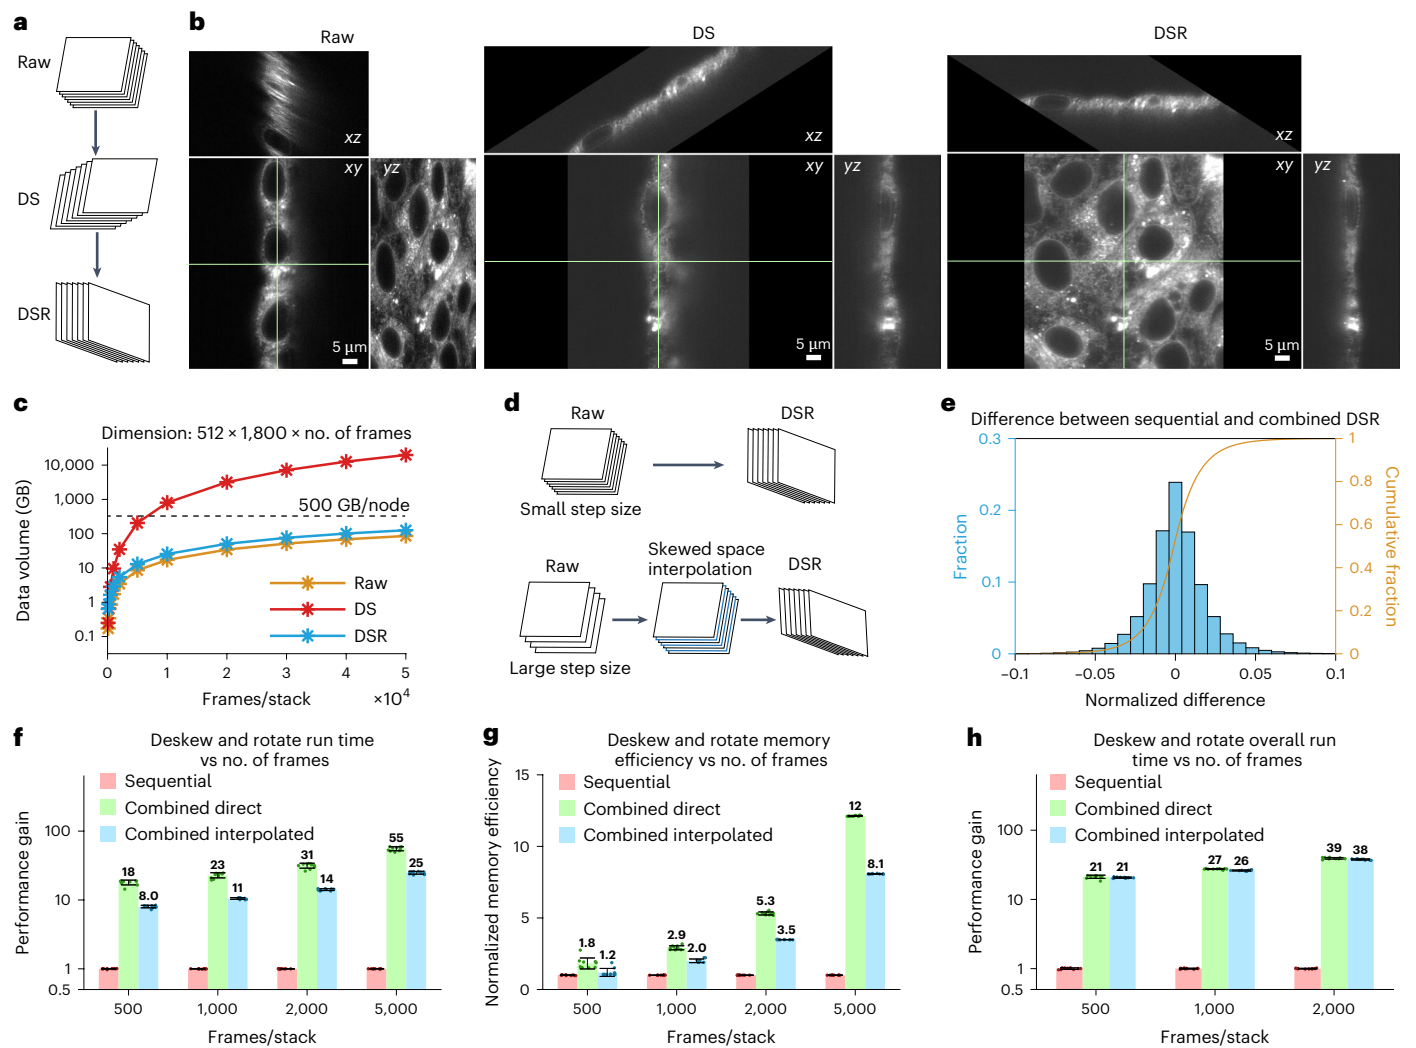 a
Raw
DS
DSR
b
Raw
xz
xy
yz
5 µm
DS
xz
xy
yz
5 µm
DSR
xz
xy
yz
5 µm
c
Dimension: 512 × 1,800 × no. of frames
Data volume (GB)
10,000
1,000
100
10
1
0.1
500 GB/node
Raw
DS
DSR
0 1 2 3 4 5
×10⁴
Frames/stack
d
Raw
DSR
Small step size
Raw
Skewed space
interpolation
DSR
Large step size
e
Difference between sequential and combined DSR
Fraction
0.3
0.2
0.1
0
Cumulative fraction
1
0.8
0.6
0.4
0.2
0
−0.1 −0.05 0 0.05 0.1
Normalized difference
f
Deskew and rotate run time
vs no. of frames
Sequential
Combined direct
Combined interpolated
Performance gain
100
10
1
0.5
18 8.0 23 11 31 14 55 25
500 1,000 2,000 5,000
Frames/stack
g
Deskew and rotate memory
efficiency vs no. of frames
Sequential
Combined direct
Combined interpolated
Normalized memory efficiency
15
10
5
0
1.8 1.2 2.9 2.0 5.3 3.5 12 8.1
500 1,000 2,000 5,000
Frames/stack
h
Deskew and rotate overall run
time vs no. of frames
Sequential
Combined direct
Combined interpolated
Performance gain
100
10
1
0.5
21 21 27 26 39 38
500 1,000 2,000
Frames/stack